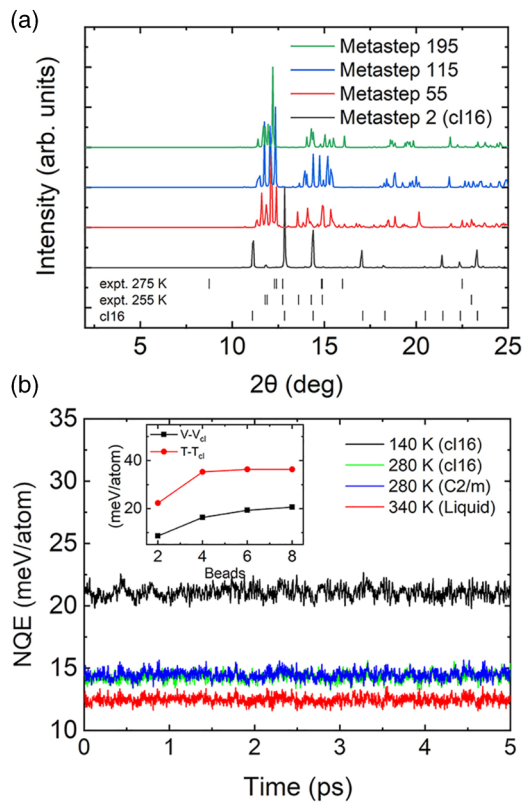 (a)
Intensity (arb. units)
Metastep 195
Metastep 115
Metastep 55
Metastep 2 (cI16)
expt. 275 K
expt. 255 K
cI16
5 10 15 20 25
2θ (deg)
(b)
NQE (meV/atom)
35
30
25
20
15
10
(meV/atom)
40
20
V-Vcl
T-Tcl
2 4 6 8
Beads
140 K (cI16)
280 K (cI16)
280 K (C2/m)
340 K (Liquid)
0 1 2 3 4 5
Time (ps)